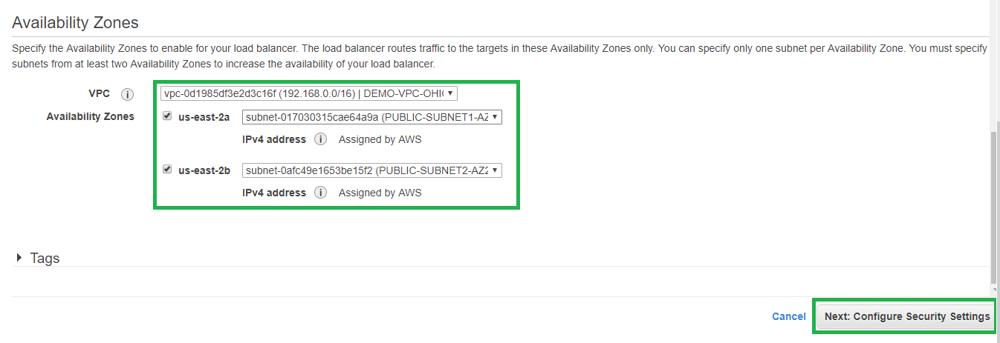 Availability Zones
Specify the Availability Zones to enable for your load balancer. The load balancer routes traffic to the targets in these Availability Zones only. You can specify only one subnet per Availability Zone. You must specify
subnets from at least two Availability Zones to increase the availability of your load balancer.
VPC i vpc-0d1985df3e2d3c16f (192.168.0.0/16) | DEMO-VPC-OHIO
Availability Zones us-east-2a subnet-017030315cae64a9a (PUBLIC-SUBNET1-AZ
IPv4 address i Assigned by AWS
us-east-2b subnet-0afc49e1653be15f2 (PUBLIC-SUBNET2-AZ2
IPv4 address i Assigned by AWS
Tags
Cancel Next: Configure Security Settings